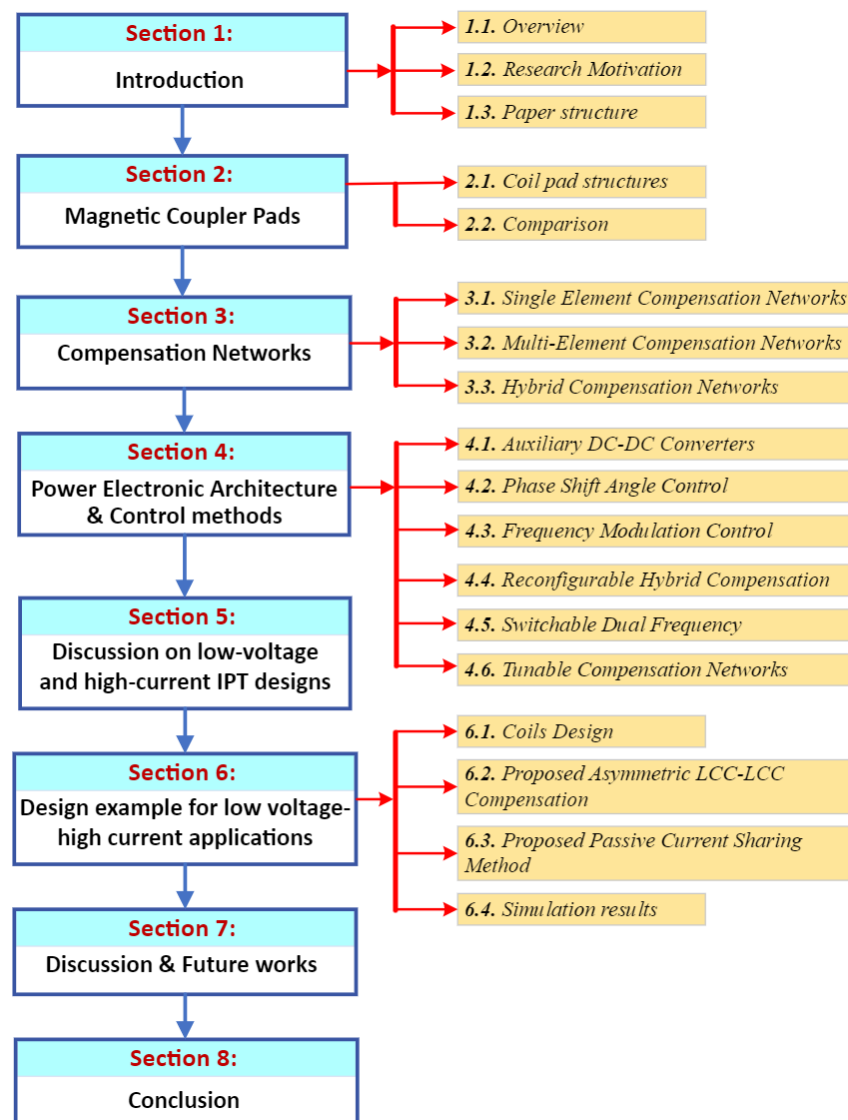 Section 1:
Introduction
1.1. Overview
1.2. Research Motivation
1.3. Paper structure
Section 2:
Magnetic Coupler Pads
2.1. Coil pad structures
2.2. Comparison
Section 3:
Compensation Networks
3.1. Single Element Compensation Networks
3.2. Multi-Element Compensation Networks
3.3. Hybrid Compensation Networks
Section 4:
Power Electronic Architecture
& Control methods
4.1. Auxiliary DC-DC Converters
4.2. Phase Shift Angle Control
4.3. Frequency Modulation Control
4.4. Reconfigurable Hybrid Compensation
4.5. Switchable Dual Frequency
4.6. Tunable Compensation Networks
Section 5:
Discussion on low-voltage
and high-current IPT designs
Section 6:
Design example for low voltage-
high current applications
6.1. Coils Design
6.2. Proposed Asymmetric LCC-LCC
Compensation
6.3. Proposed Passive Current Sharing
Method
6.4. Simulation results
Section 7:
Discussion & Future works
Section 8:
Conclusion